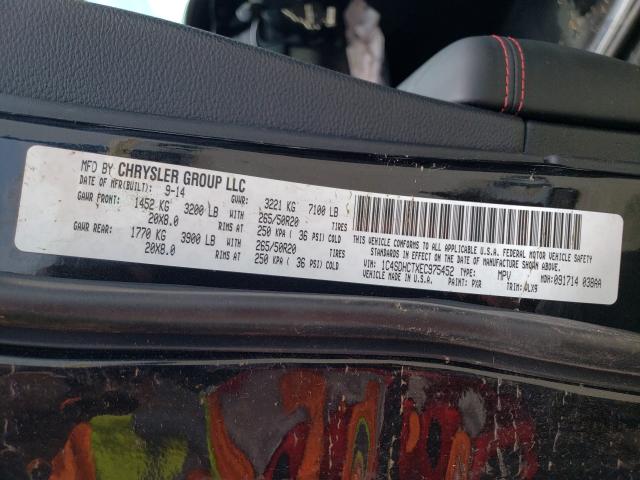 MFD BY CHRYSLER GROUP LLC
DATE OF MFR(BUILT): 9-14 GVWR: 3221 KG 7100 LB
GAWR FRONT: 1452 KG 3200 LB WITH 265/50R20 TIRES
20X8.0 RIMS AT 250 KPA ( 36 PSI) COLD
GAWR REAR: 1770 KG 3900 LB WITH 265/50R20 TIRES
20X8.0 RIMS AT 250 KPA ( 36 PSI) COLD
THIS VEHICLE CONFORMS TO ALL APPLICABLE U.S.A. FEDERAL MOTOR VEHICLE SAFETY
STANDARDS IN EFFECT ON THE DATE OF MANUFACTURE SHOWN ABOVE.
VIN: 1C4SDHCTXEC975452 TYPE: MPV MDH: 091714 038AA
MADE IN U.S.A. PAINT: PXR TRIM: DLX9